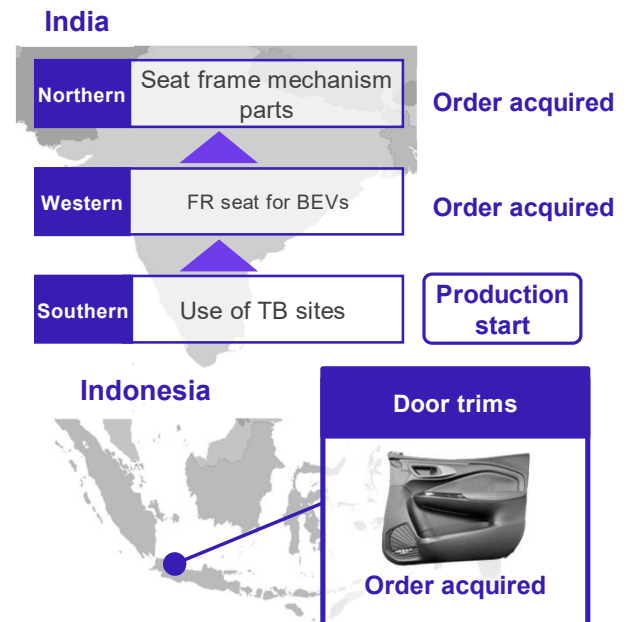 India
Northern
Seat frame mechanism
parts
Order acquired
Western
FR seat for BEVs
Order acquired
Southern
Use of TB sites
Production
start
Indonesia
Door trims
Order acquired